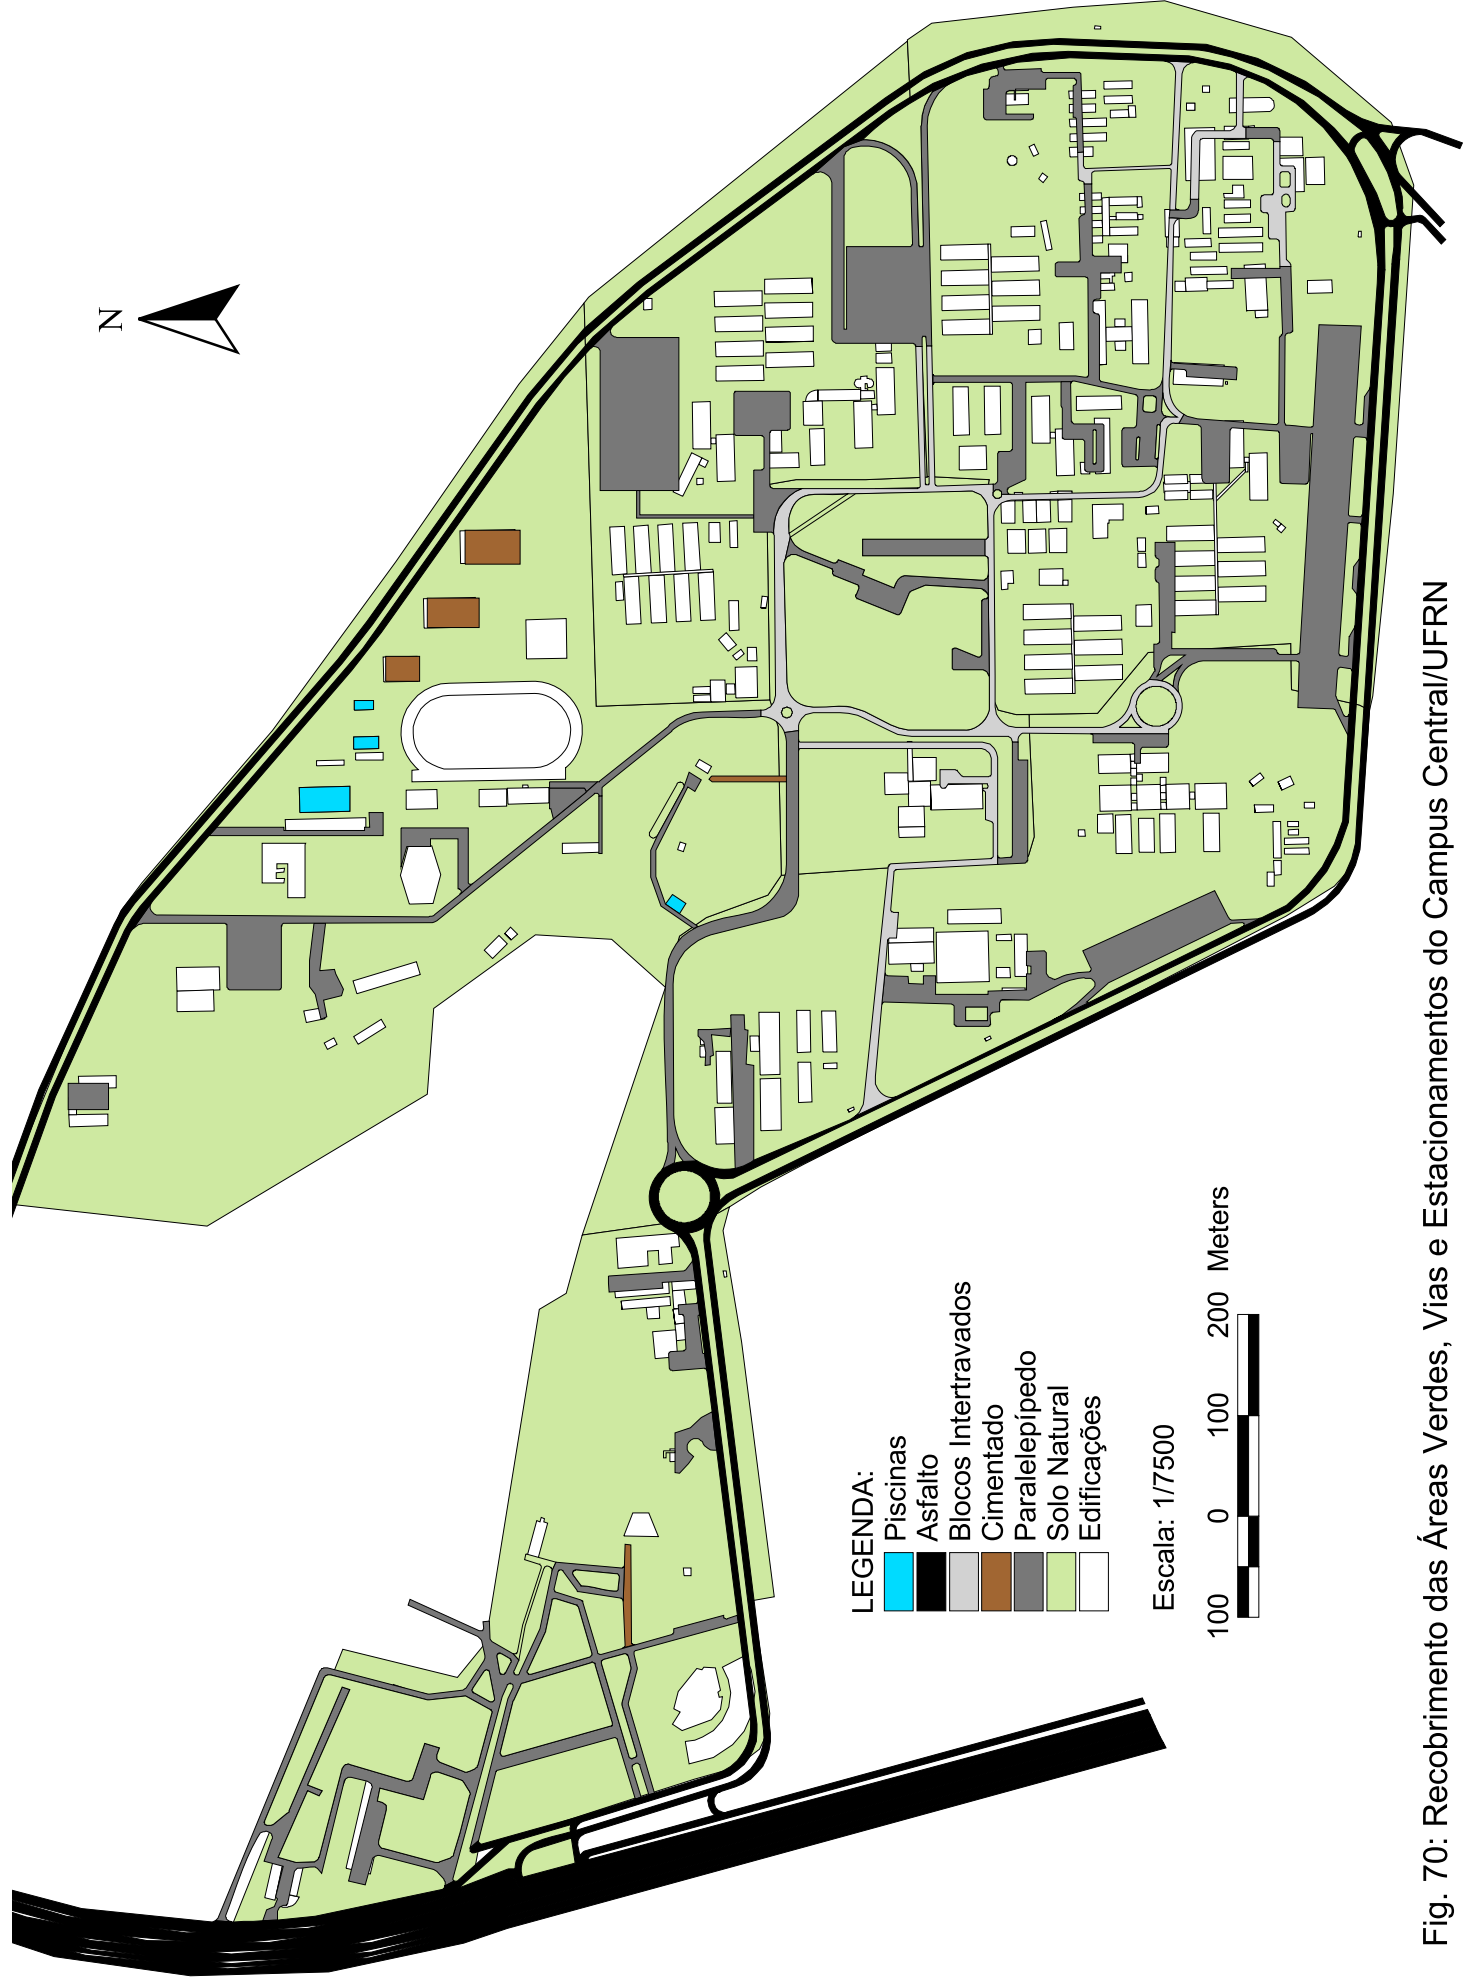 N
LEGENDA:
Piscinas
Asfalto
Blocos Intertravados
Cimentado
Paralelepípedo
Solo Natural
Edificações
Escala: 1/7500
100 0 100 200 Meters
Fig. 70: Recobrimento das Áreas Verdes, Vias e Estacionamentos do Campus Central/UFRN